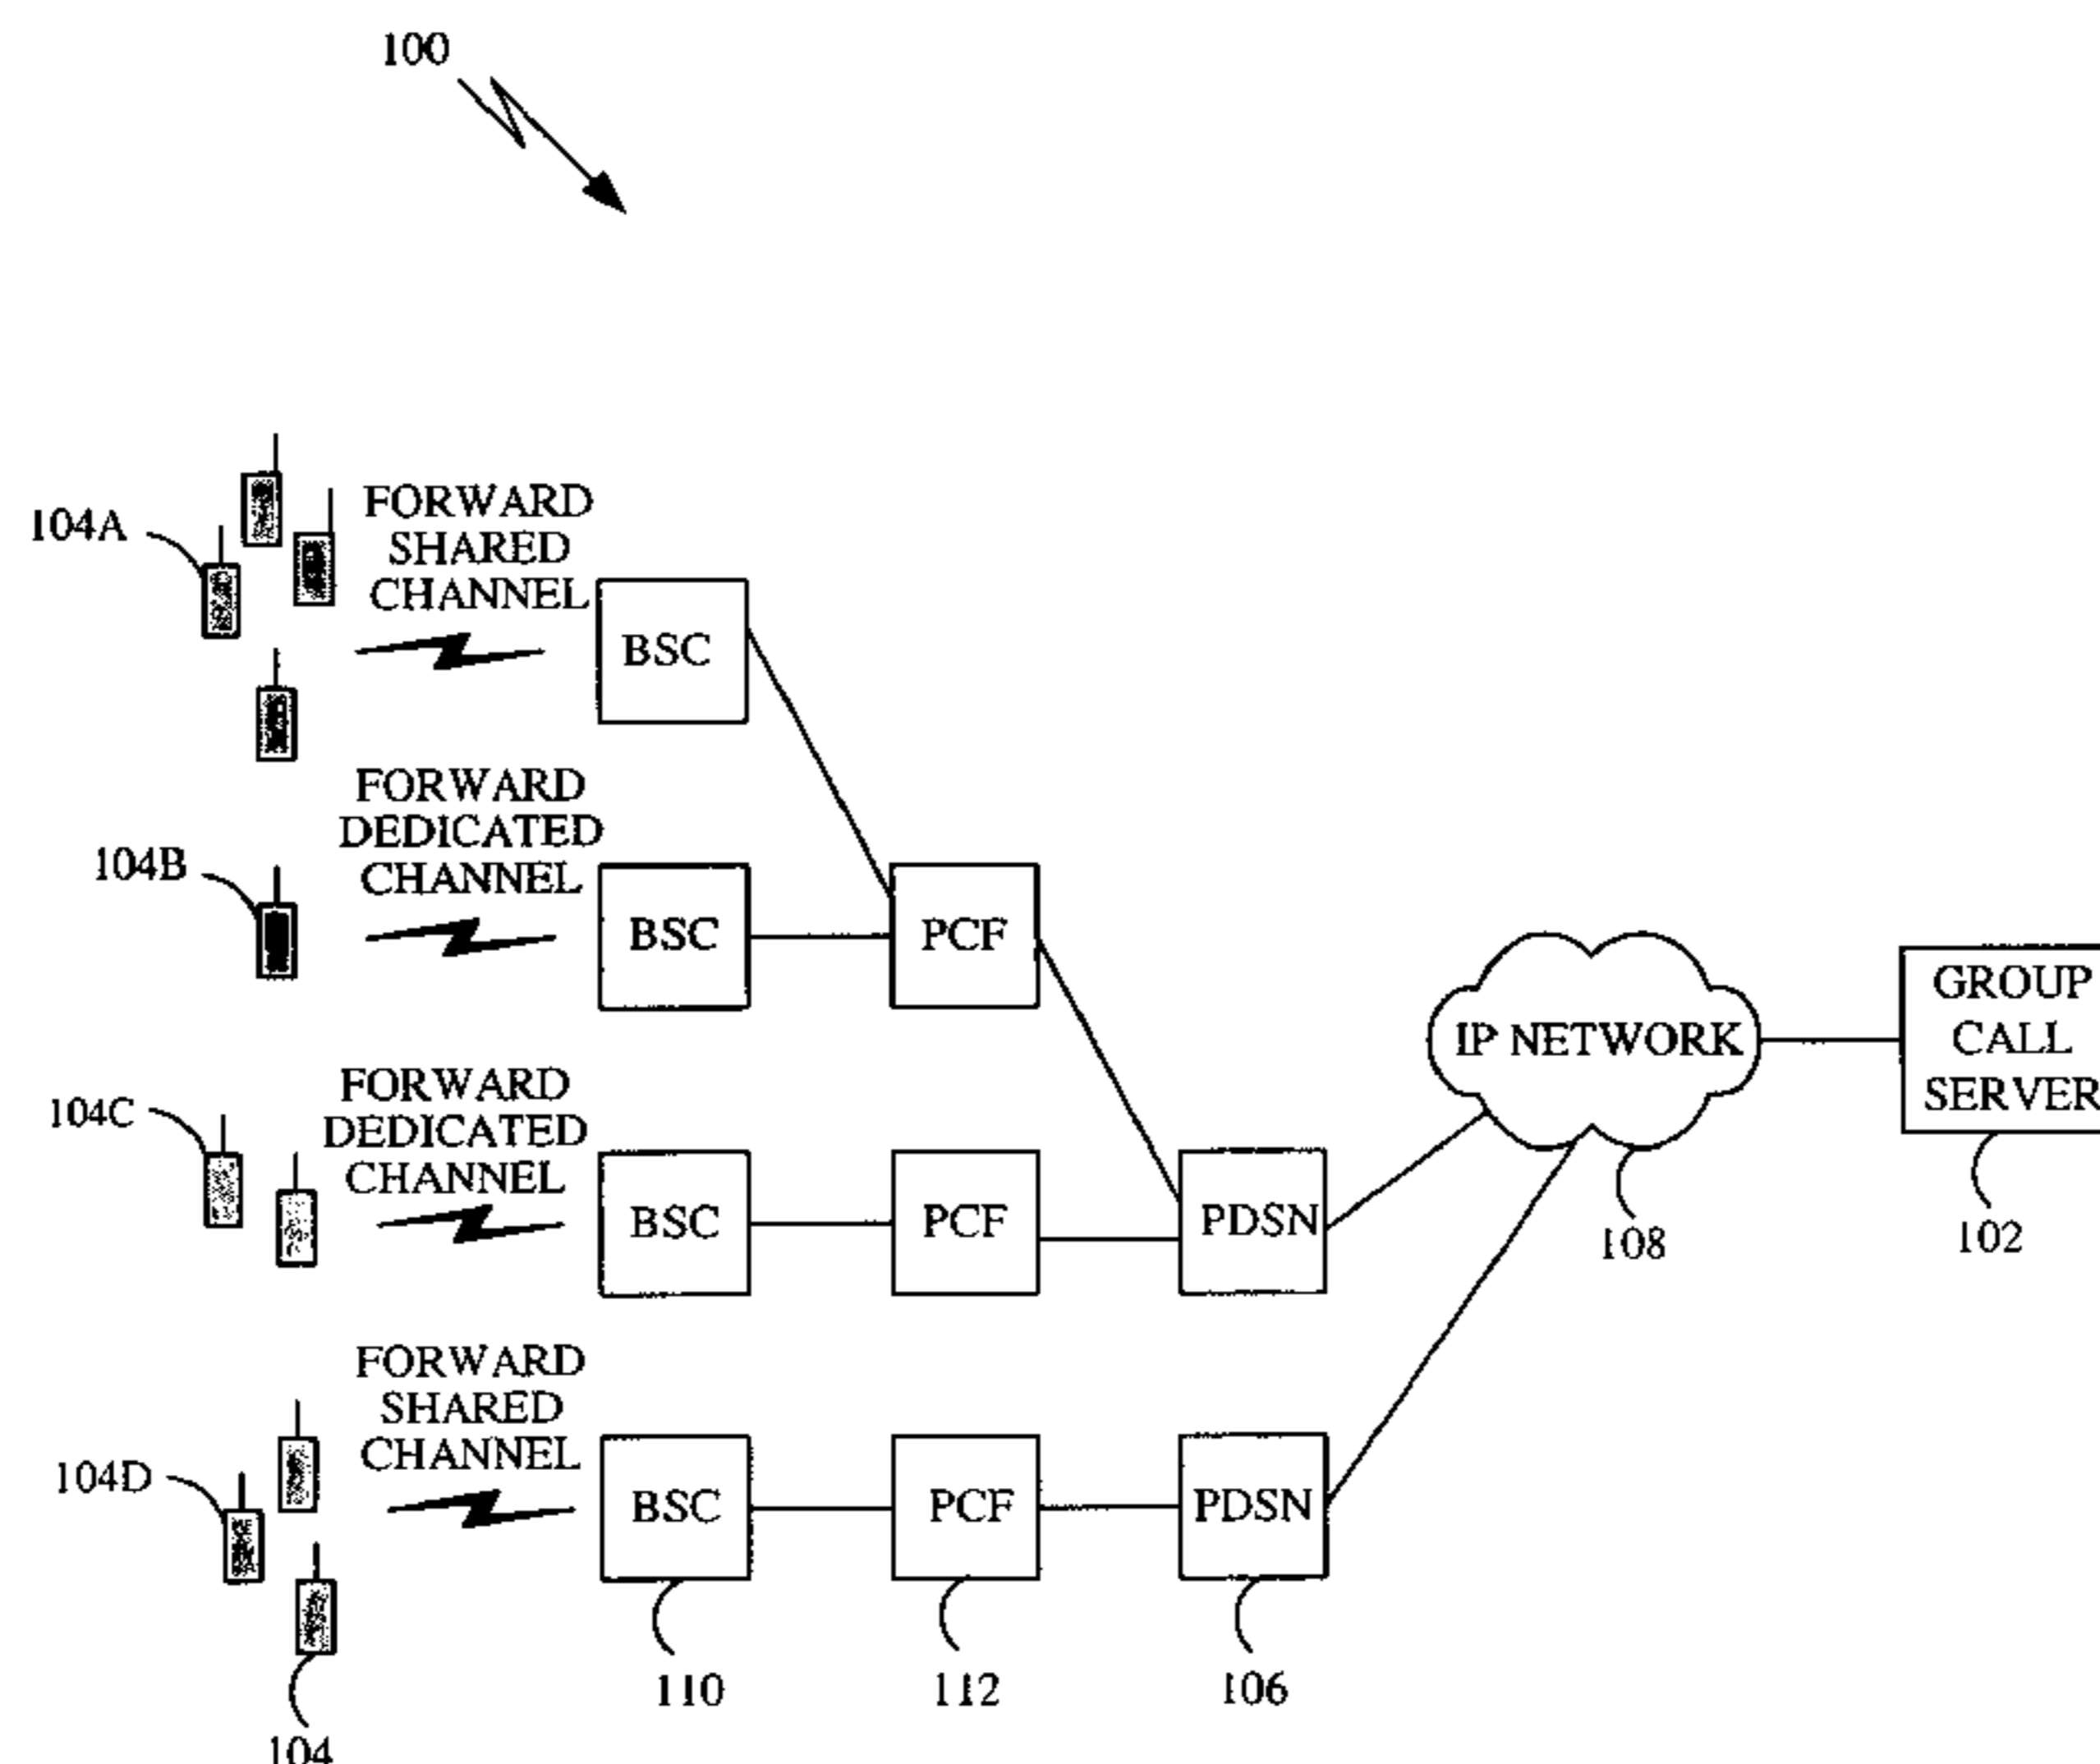 100
104A
FORWARD
SHARED
CHANNEL
BSC
104B
FORWARD
DEDICATED
CHANNEL
BSC
PCF
IP NETWORK
GROUP
CALL
SERVER
104C
FORWARD
DEDICATED
CHANNEL
BSC
PCF
PDSN
108
102
104D
FORWARD
SHARED
CHANNEL
BSC
PCF
PDSN
110
112
106
104